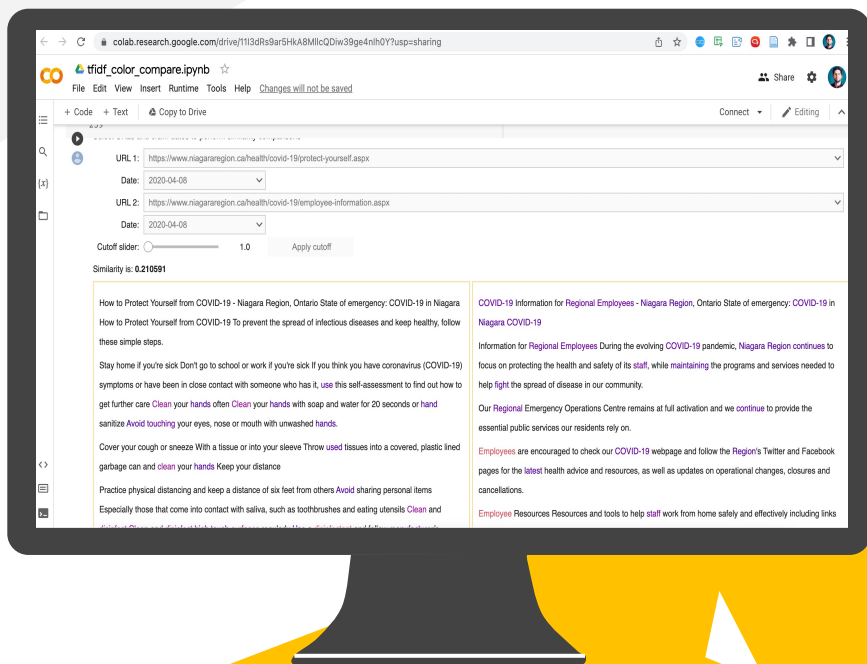 colab.research.google.com/drive/11I3dRs9ar5HkA8MllcQDiw39ge4nlh0Y?usp=sharing
CO
tfidf_color_compare.ipynb
Share
File Edit View Insert Runtime Tools Help Changes will not be saved
+ Code + Text Copy to Drive
Connect
Editing
{x}
URL 1: https://www.niagararegion.ca/health/covid-19/protect-yourself.aspx
Date: 2020-04-08
URL 2: https://www.niagararegion.ca/health/covid-19/employee-information.aspx
Date: 2020-04-08
Cutoff slider: 1.0 Apply cutoff
Similarity is: 0.210591
How to Protect Yourself from COVID-19 - Niagara Region, Ontario State of emergency: COVID-19 in Niagara
How to Protect Yourself from COVID-19 To prevent the spread of infectious diseases and keep healthy, follow
these simple steps.
Stay home if you're sick Don't go to school or work if you're sick If you think you have coronavirus (COVID-19)
symptoms or have been in close contact with someone who has it, use this self-assessment to find out how to
get further care Clean your hands often Clean your hands with soap and water for 20 seconds or hand
sanitize Avoid touching your eyes, nose or mouth with unwashed hands.
Cover your cough or sneeze With a tissue or into your sleeve Throw used tissues into a covered, plastic lined
garbage can and clean your hands Keep your distance
Practice physical distancing and keep a distance of six feet from others Avoid sharing personal items
Especially those that come into contact with saliva, such as toothbrushes and eating utensils Clean and
COVID-19 Information for Regional Employees - Niagara Region, Ontario State of emergency: COVID-19 in
Niagara COVID-19
Information for Regional Employees During the evolving COVID-19 pandemic, Niagara Region continues to
focus on protecting the health and safety of its staff, while maintaining the programs and services needed to
help fight the spread of disease in our community.
Our Regional Emergency Operations Centre remains at full activation and we continue to provide the
essential public services our residents rely on.
Employees are encouraged to check our COVID-19 webpage and follow the Region's Twitter and Facebook
pages for the latest health advice and resources, as well as updates on operational changes, closures and
cancellations.
Employee Resources Resources and tools to help staff work from home safely and effectively including links